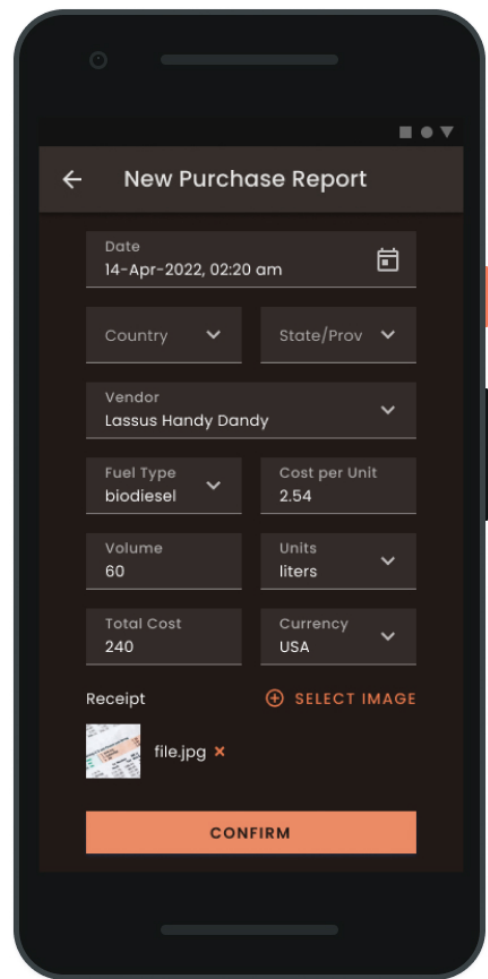 New Purchase Report
Date
14-Apr-2022, 02:20 am
Country
State/Prov
Vendor
Lassus Handy Dandy
Fuel Type
biodiesel
Cost per Unit
2.54
Volume
60
Units
liters
Total Cost
240
Currency
USA
Receipt
SELECT IMAGE
file.jpg
CONFIRM